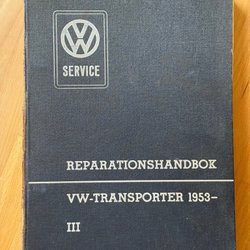 VW
SERVICE
REPARATIONSHANDBOK
VW-TRANSPORTER 1953-
III